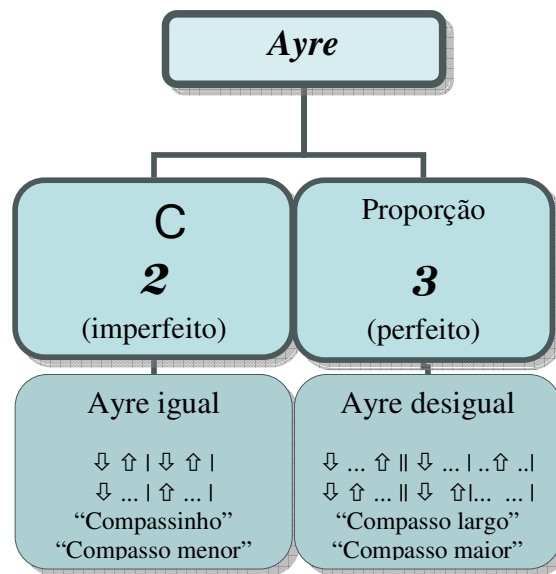 Ayre
C
2
(imperfeito)
Proporção
3
(perfeito)
Ayre igual
⇩ ⇧ | ⇩ ⇧ |
⇩ ... | ⇧ ... |
“Compassinho”
“Compasso menor”
Ayre desigual
⇩ ... ⇧ || ⇩ ... | ..⇧ ..|
⇩ ⇧ ... || ⇩ ⇧|... ... |
“Compasso largo”
“Compasso maior”